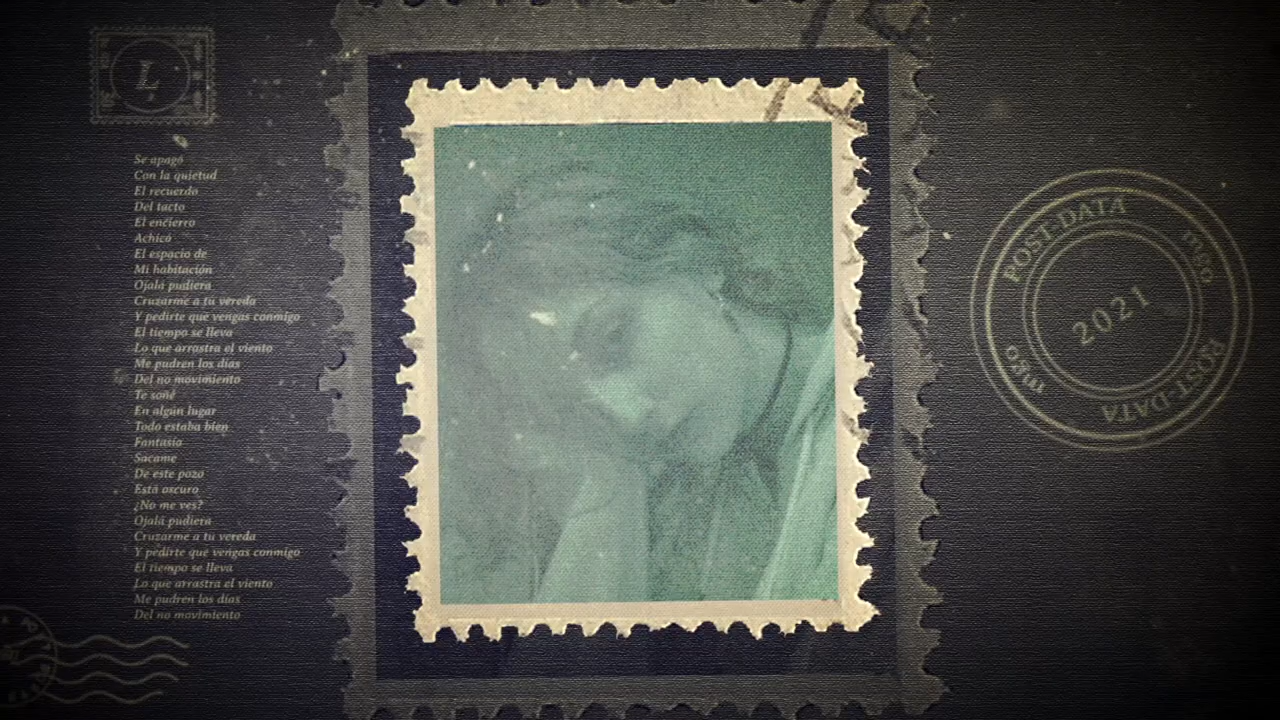 L
Se apagó
Con la quietud
El recuerdo
Del tacto
El encierro
Achicó
El espacio de
Mi habitación
Ojalá pudiera
Cruzarme a tu vereda
Y pedirte que vengas conmigo
El tiempo se lleva
Lo que arrastra el viento
Me pudren los días
Del no movimiento
Te soñé
En algún lugar
Todo estaba bien
Fantasía
Sacame
De este pozo
Está oscuro
¿No me ves?
Ojalá pudiera
Cruzarme a tu vereda
Y pedirte que vengas conmigo
El tiempo se lleva
Lo que arrastra el viento
Me pudren los días
Del no movimiento
POST-DATA
2021
POST-DATA